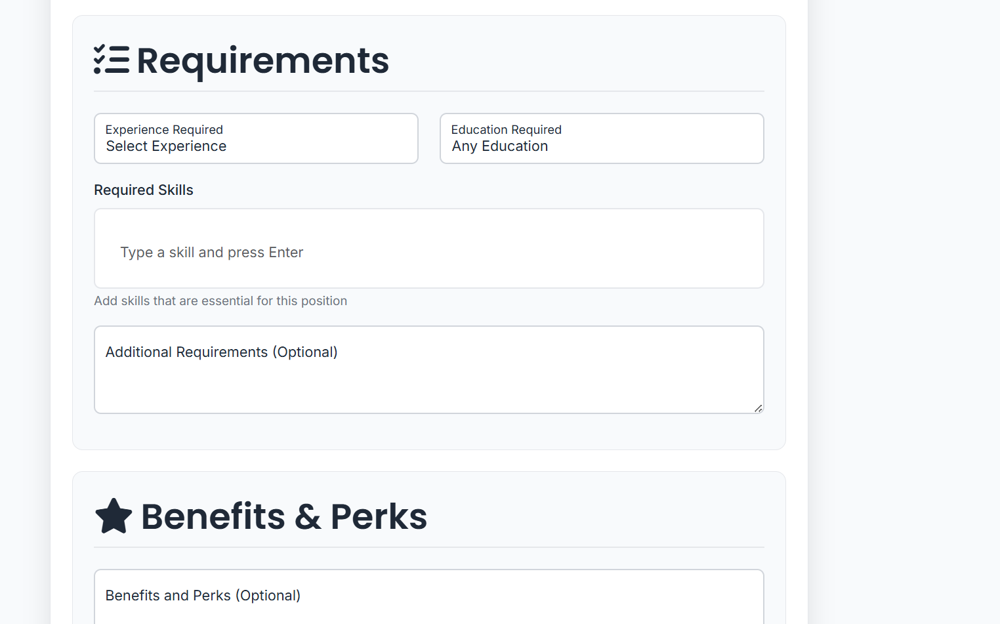 Requirements
Experience Required
Select Experience
Education Required
Any Education
Required Skills
Type a skill and press Enter
Add skills that are essential for this position
Additional Requirements (Optional)
Benefits & Perks
Benefits and Perks (Optional)